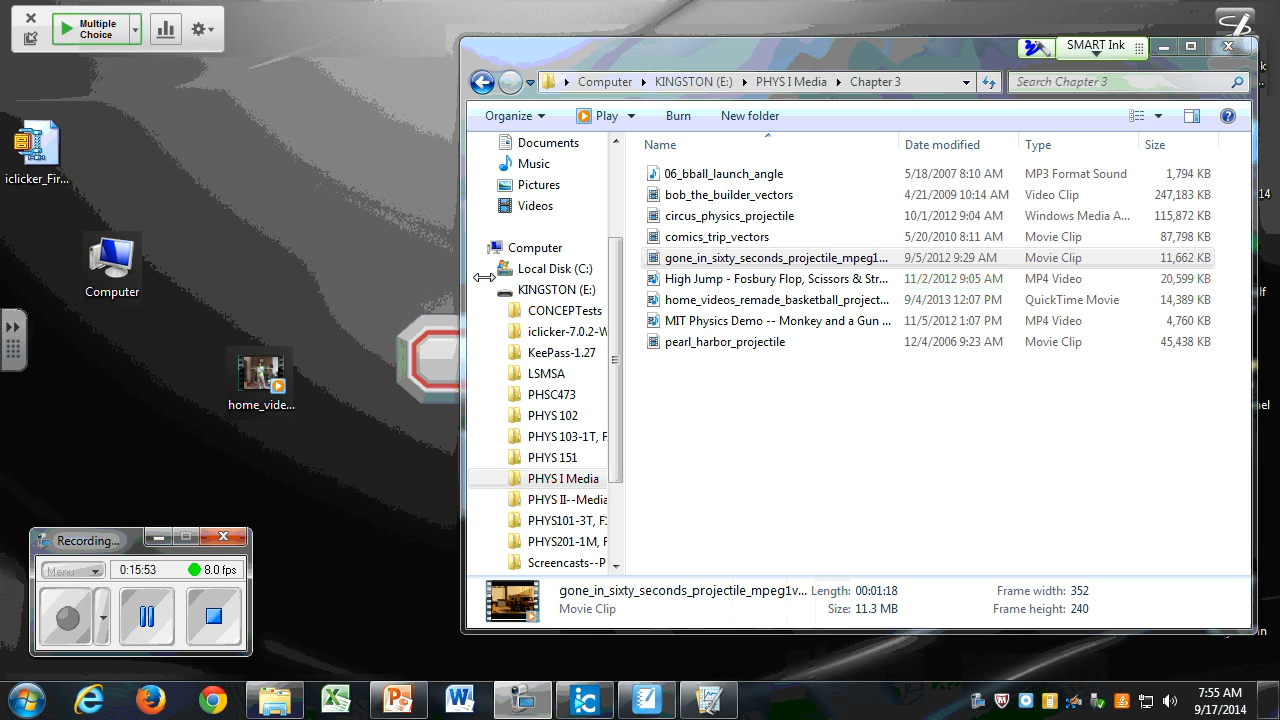 Multiple
Choice
SMART Ink
Computer
KINGSTON (E:)
PHYS I Media
Chapter 3
Search Chapter 3
Organize
Play
Burn
New folder
Name
Date modified
Type
Size
06_bball_launch_angle 5/18/2007 8:10 AM MP3 Format Sound 1,794 KB
bob_the_builder_vectors 4/21/2009 10:14 AM Video Clip 247,183 KB
circus_physics_projectile 10/1/2012 9:04 AM Windows Media A... 115,872 KB
comics_trip_vectors 5/20/2010 8:11 AM Movie Clip 87,798 KB
gone_in_sixty_seconds_projectile_mpeg1... 9/5/2012 9:29 AM Movie Clip 11,662 KB
High Jump - Fosbury Flop, Scissors & Str... 11/2/2012 9:05 AM MP4 Video 20,599 KB
home_videos_remade_basketball_project... 9/4/2013 12:07 PM QuickTime Movie 14,389 KB
MIT Physics Demo -- Monkey and a Gun ... 11/5/2012 1:07 PM MP4 Video 4,760 KB
pearl_harbor_projectile 12/4/2006 9:23 AM Movie Clip 45,438 KB
Documents
Music
Pictures
Videos
Computer
Local Disk (C:)
KINGSTON (E:)
CONCEPTests
iclicker-7.0.2-W
KeePass-1.27
LSMSA
PHSC473
PHYS 102
PHYS 103-1T, F
PHYS 151
PHYS I Media
PHYS II--Media
PHYS101-3T, F:
PHYS201-1M, F
Screencasts--P
gone_in_sixty_seconds_projectile_mpeg1v... Length: 00:01:18 Frame width: 352
Movie Clip Size: 11.3 MB Frame height: 240
iclicker_Fir...
Computer
home_vide...
Recording...
Menu
0:15:53
8.0 fps
7:55 AM
9/17/2014